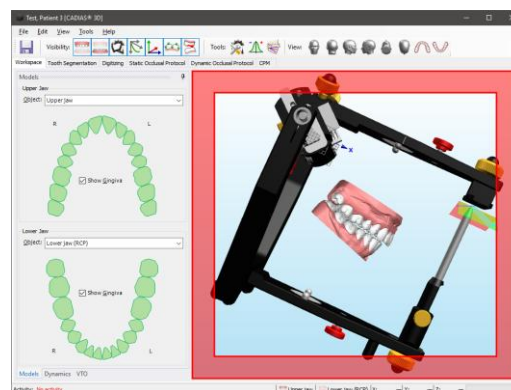 Test, Patient 3 [CADIAS® 3D]
File Edit View Tools Help
Visibility: Tools: View:
Workspace Tooth Segmentation Digitizing Static Occlusal Protocol Dynamic Occlusal Protocol CPM
Models
Upper Jaw
Object: Upper Jaw
R L
Show Gingiva
x
Lower Jaw
Object: Lower Jaw (RCP)
Show Gingiva
R L
Models Dynamics VTO
Activity: No activity Upper Jaw Lower Jaw (RCP) X: Y: Z: